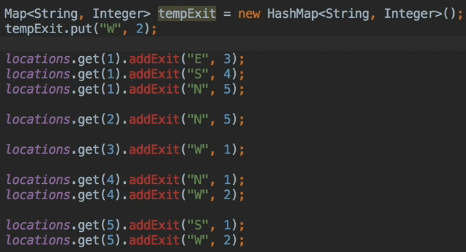 Map<String, Integer> tempExit = new HashMap<String, Integer>();
tempExit.put("W", 2);
locations.get(1).addExit("E", 3);
locations.get(1).addExit("S", 4);
locations.get(1).addExit("N", 5);
locations.get(2).addExit("N", 5);
locations.get(3).addExit("W", 1);
locations.get(4).addExit("N", 1);
locations.get(4).addExit("W", 2);
locations.get(5).addExit("S", 1);
locations.get(5).addExit("W", 2);